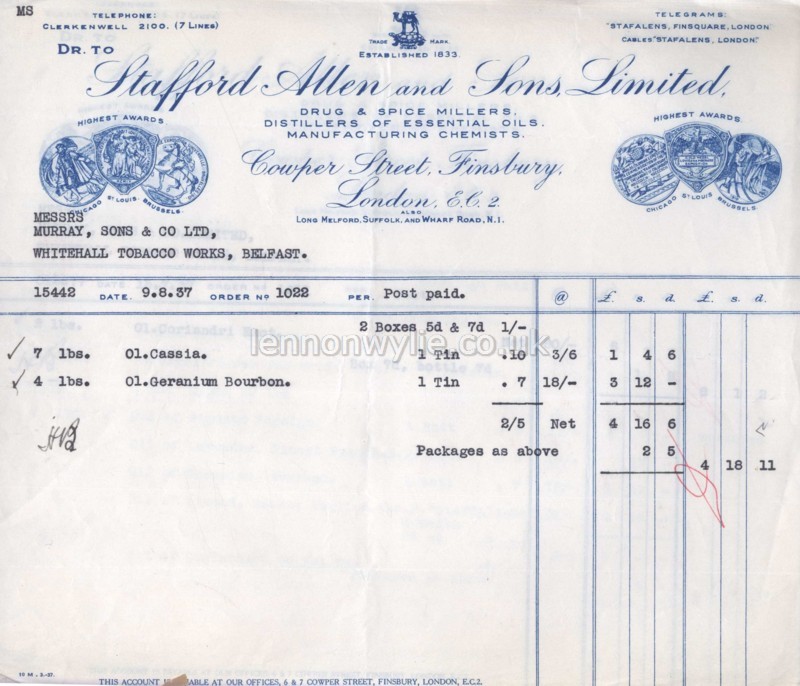 MS
TELEPHONE:
CLERKENWELL 2100. (7 LINES)
TELEGRAMS:
"STAFALENS, FINSQUARE, LONDON"
CABLES "STAFALENS, LONDON."
DR. TO
TRADE MARK.
ESTABLISHED 1833.
Stafford Allen and Sons, Limited,
DRUG & SPICE MILLERS,
DISTILLERS OF ESSENTIAL OILS.
MANUFACTURING CHEMISTS.
HIGHEST AWARDS
CHICAGO ST LOUIS. BRUSSELS.
HIGHEST AWARDS
CHICAGO ST LOUIS. BRUSSELS.
Cowper Street, Finsbury,
London, E.C.2.
ALSO
LONG MELFORD, SUFFOLK, AND WHARF ROAD, N.1.
MESSRS
MURRAY, SONS & CO LTD,
WHITEHALL TOBACCO WORKS, BELFAST.
15442 DATE. 9.8.37 ORDER No 1022 PER. Post paid. @ £. s. d. £. s. d.
2 Boxes 5d & 7d 1/-
lennonwylie.co.uk
7 lbs. Ol.Cassia. 1 Tin .10 3/6 1 4 6
4 lbs. Ol.Geranium Bourbon. 1 Tin . 7 18/- 3 12 -
2/5 Net 4 16 6
Packages as above 2 5
4 18 11
10 M . 3.-37.
THIS ACCOUNT IS AT OUR OFFICES, 6 & 7 COWPER STREET, FINSBURY, LONDON, E.C.2.